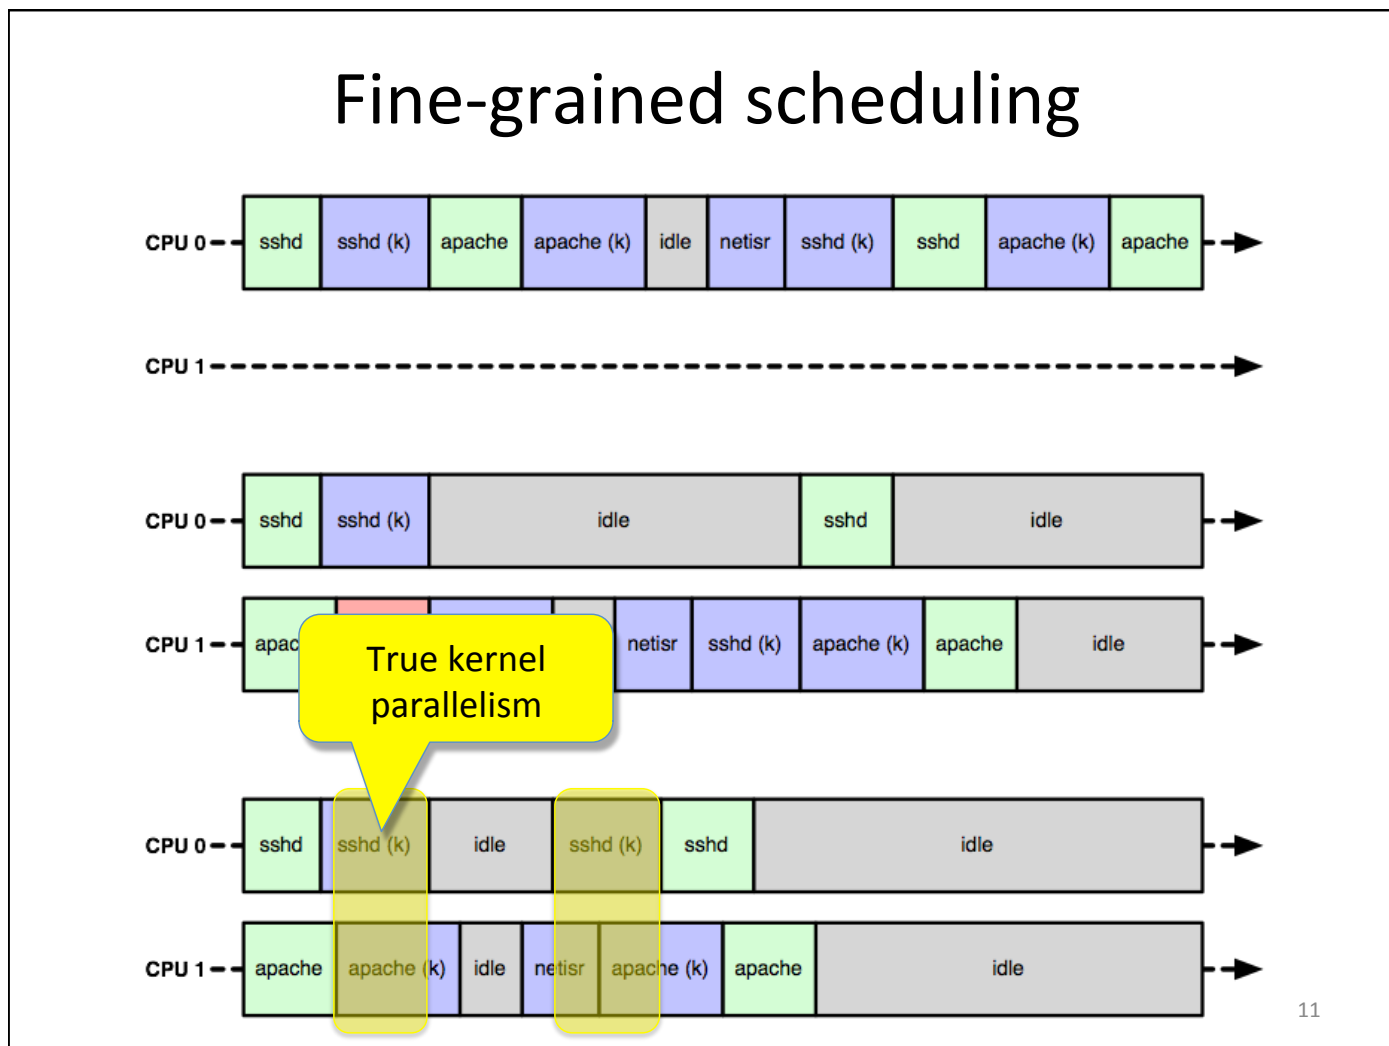 Fine-grained scheduling
CPU 0 sshd sshd (k) apache apache (k) idle netisr sshd (k) sshd apache (k) apache
CPU 1
CPU 0 sshd sshd (k) idle sshd idle
CPU 1 apac netisr sshd (k) apache (k) apache idle
True kernel
parallelism
CPU 0 sshd sshd (k) idle sshd (k) sshd idle
CPU 1 apache apache (k) idle netisr apache (k) apache idle
11